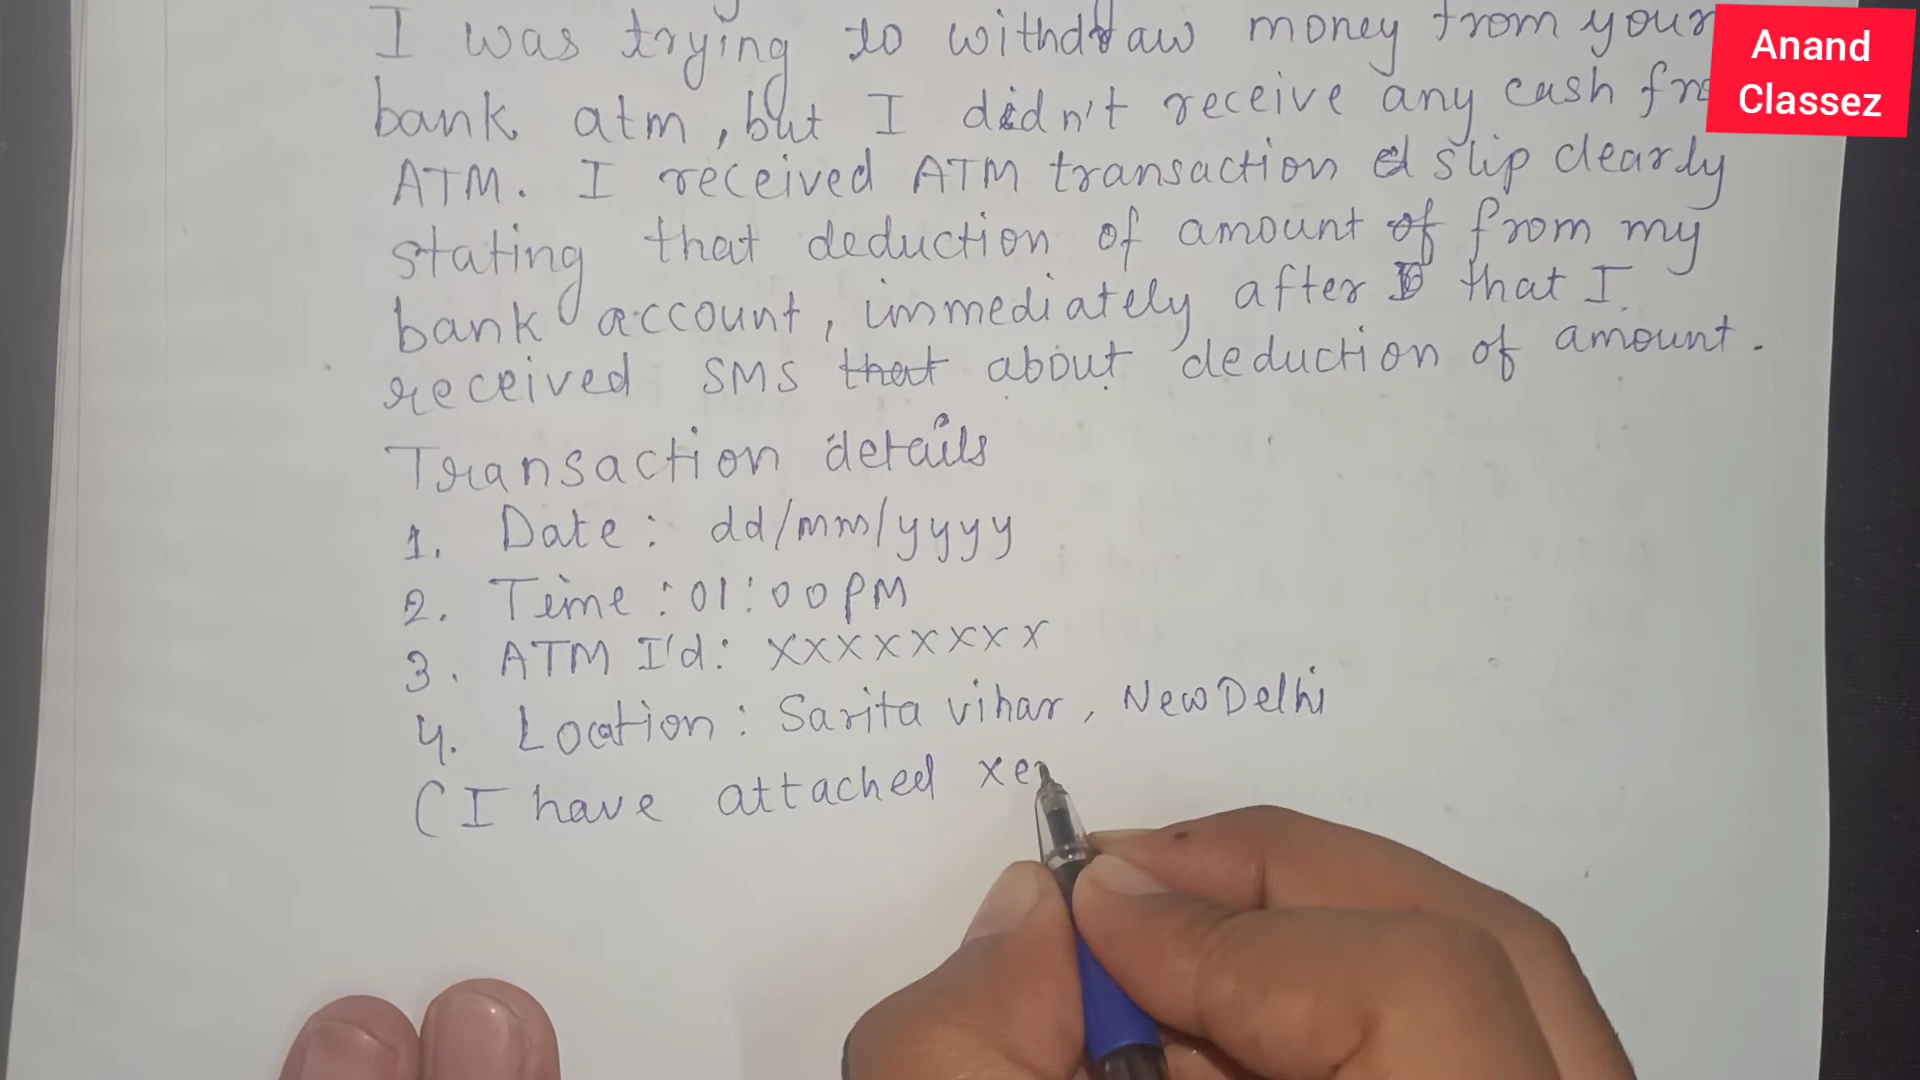 I was trying to withdraw money from your
bank atm, but I didn't receive any cash
ATM. I received ATM transaction slip clearly
stating that deduction of amount of from my
bank account, immediately after that I
received SMS that about deduction of amount.
Transaction details
1. Date : dd/mm/yyyy
2. Time : 01:00 PM
3. ATM I'd: xxxxxxxx
4. Location : Sarita vihar, New Delhi
(I have attached xe
Anand
Classez